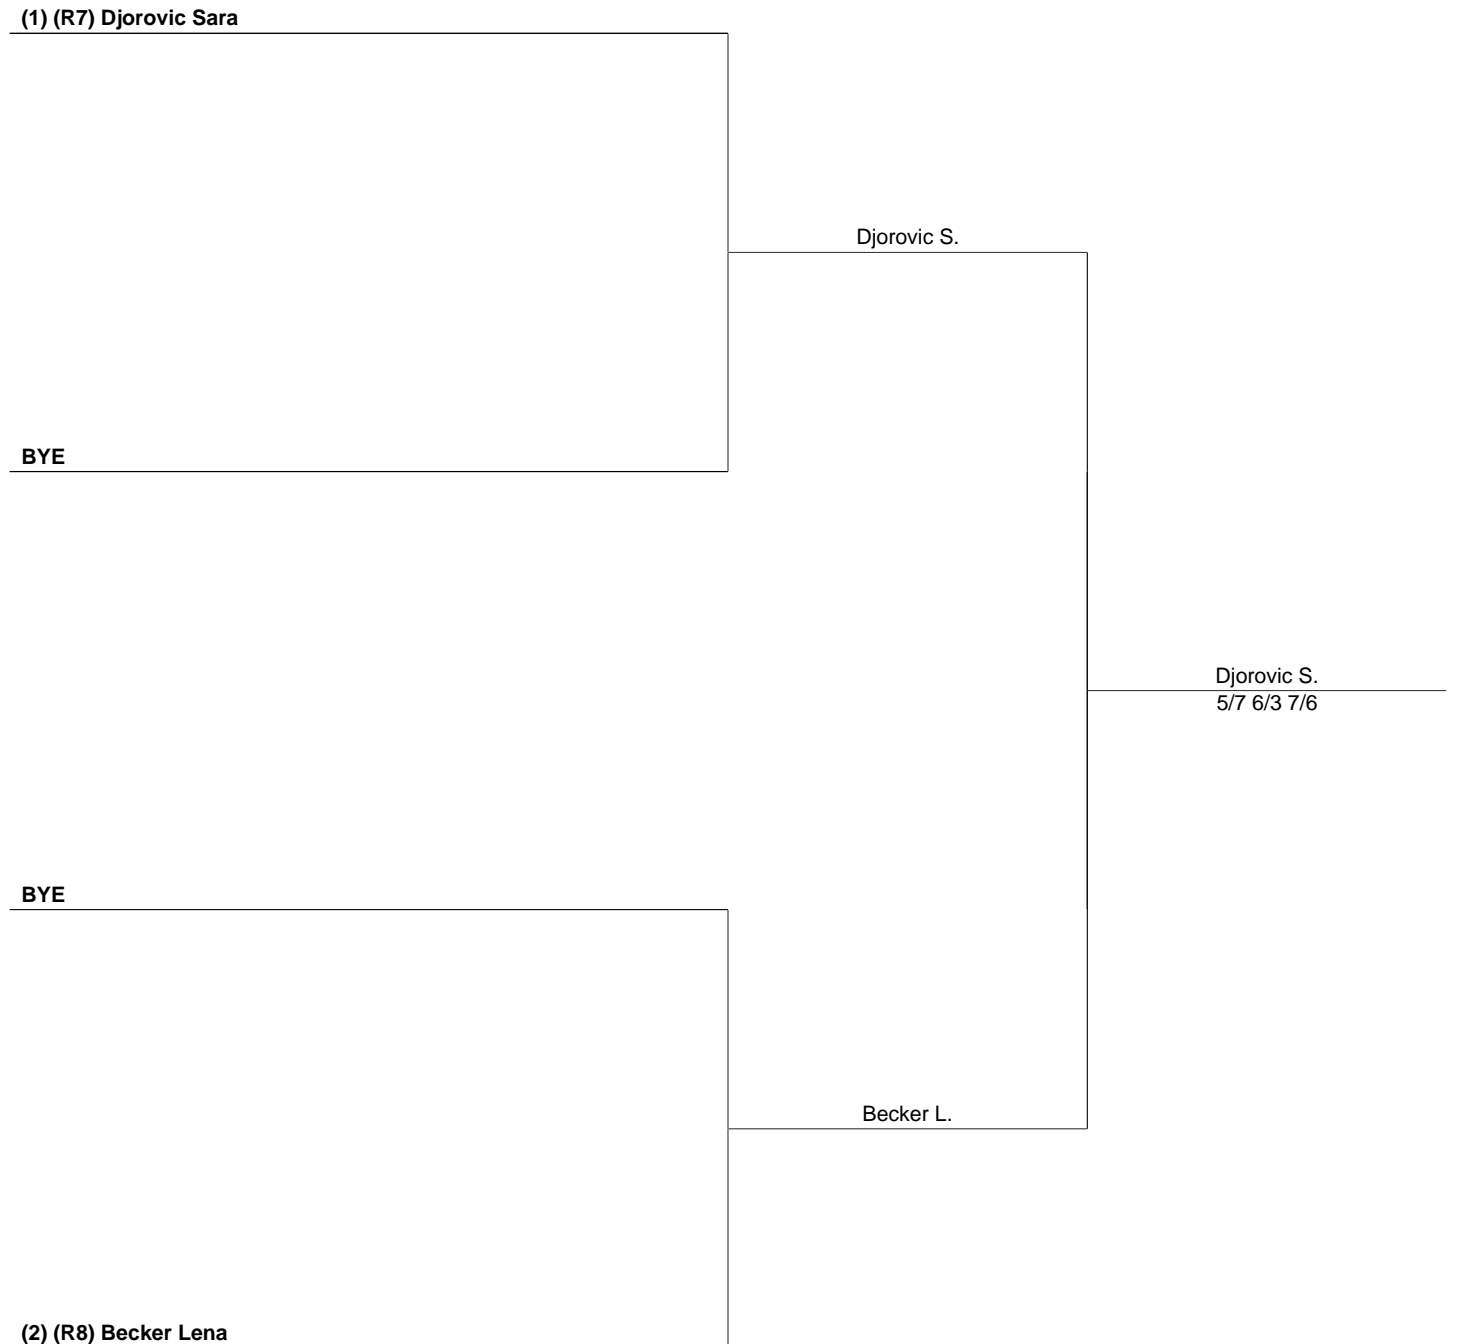 (1) (R7) Djorovic Sara
Djorovic S.
BYE
Djorovic S.
5/7 6/3 7/6
BYE
Becker L.
(2) (R8) Becker Lena